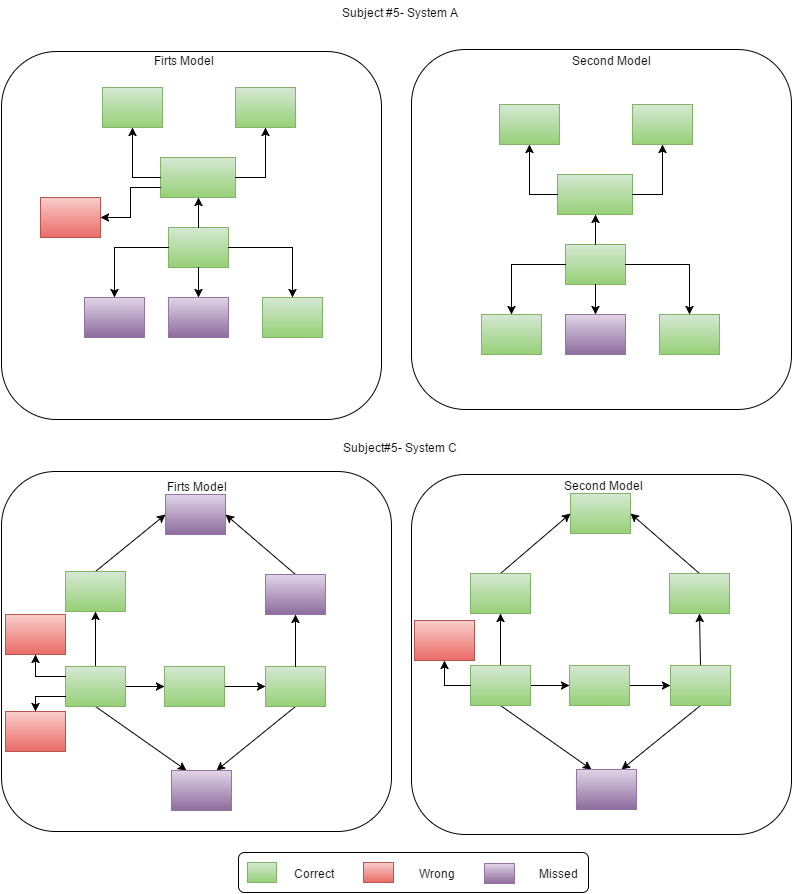 Subject #5- System A
Firts Model
Second Model
Subject#5- System C
Firts Model
Second Model
Correct
Wrong
Missed